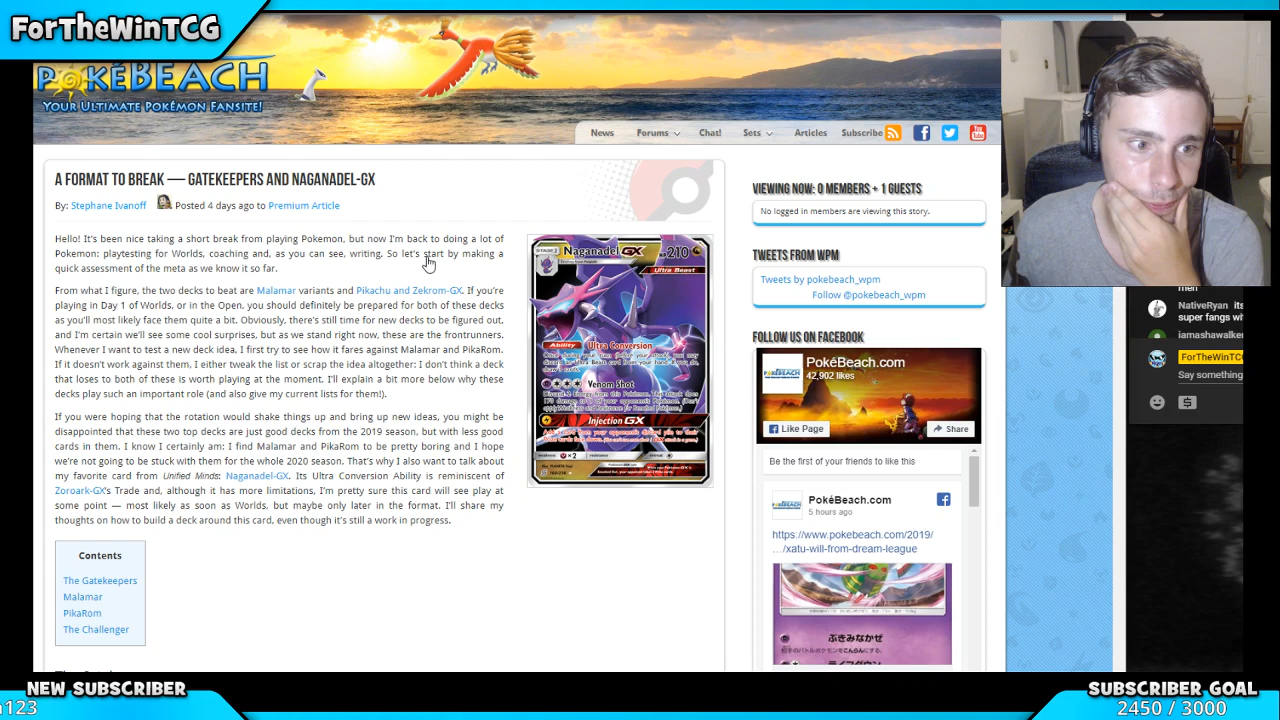 ForTheWinTCG
POKÉBEACH
YOUR ULTIMATE POKÉMON FANSITE!
News Forums Chat! Sets Articles Subscribe
A FORMAT TO BREAK — GATEKEEPERS AND NAGANADEL-GX
By: Stephane Ivanoff Posted 4 days ago to Premium Article
Hello! It's been nice taking a short break from playing Pokemon, but now I'm back to doing a lot of
Pokemon: playtesting for Worlds, coaching and, as you can see, writing. So let's start by making a
quick assessment of the meta as we know it so far.
From what I figure, the two decks to beat are Malamar variants and Pikachu and Zekrom-GX. If you're
playing in Day 1 of Worlds, or in the Open, you should definitely be prepared for both of these decks
as you'll most likely face them quite a bit. Obviously, there's still time for new decks to be figured out,
and I'm certain we'll see some cool surprises, but as we stand right now, these are the frontrunners.
Whenever I want to test a new deck idea, I first try to see how it fares against Malamar and PikaRom.
If it doesn't work against them, I either tweak the list or scrap the idea altogether: I don't think a deck
that loses to both of these is worth playing at the moment. I'll explain a bit more below why these
decks play such an important role (and also give my current lists for them!).
If you were hoping that the rotation would shake things up and bring up new ideas, you might be
disappointed that these two top decks are just good decks from the 2019 season, but with less good
cards in them. I know I certainly am: I find Malamar and PikaRom to be pretty boring and I hope
we're not going to be stuck with them for the whole 2020 season. That's why I also want to talk about
my favorite card from Unified Minds: Naganadel-GX. Its Ultra Conversion Ability is reminiscent of
Zoroark-GX's Trade and, although it has more limitations, I'm pretty sure this card will see play at
some point — most likely as soon as Worlds, but maybe only later in the format. I'll share my
thoughts on how to build a deck around this card, even though it's still a work in progress.
Contents
The Gatekeepers
Malamar
PikaRom
The Challenger
Naganadel GX 210
Ultra Beast
Ability Ultra Conversion
Venom Shot
Injection GX
VIEWING NOW: 0 MEMBERS + 1 GUESTS
No logged in members are viewing this story.
TWEETS FROM WPM
Tweets by pokebeach_wpm
Follow @pokebeach_wpm
FOLLOW US ON FACEBOOK
PokéBeach.com
42,902 likes
Like Page
Share
Be the first of your friends to like this
PokéBeach.com
5 hours ago
https://www.pokebeach.com/2019/
…/xatu-will-from-dream-league
ぶきみなかぜ
men
NativeRyan its
super fangs wi
iamashawalker
ForTheWinTC
Say something
NEW SUBSCRIBER
123
SUBSCRIBER GOAL
2450 / 3000